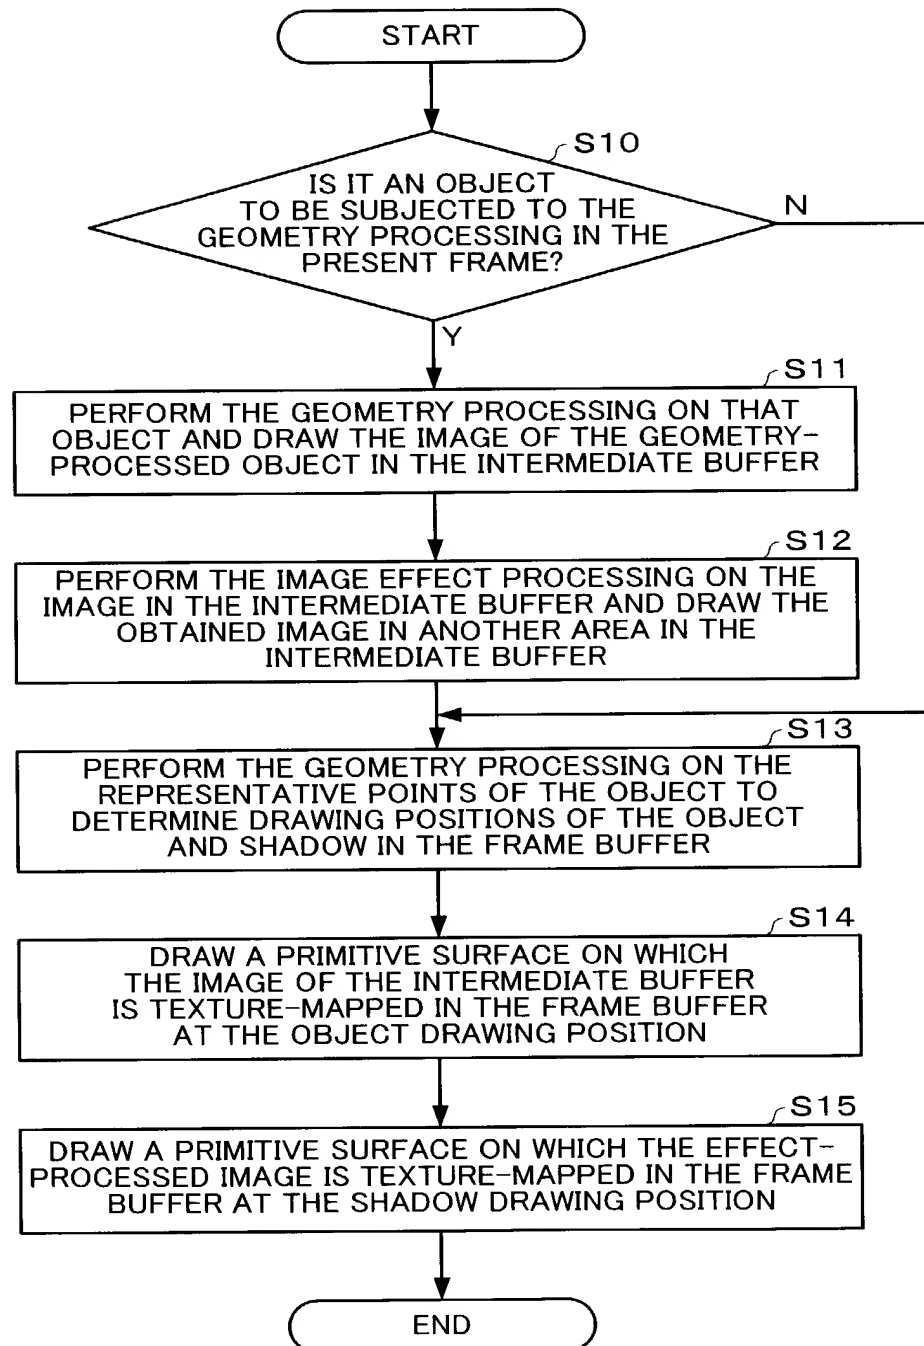 START
S10
IS IT AN OBJECT
TO BE SUBJECTED TO THE
GEOMETRY PROCESSING IN THE
PRESENT FRAME?
N
Y
S11
PERFORM THE GEOMETRY PROCESSING ON THAT
OBJECT AND DRAW THE IMAGE OF THE GEOMETRY-
PROCESSED OBJECT IN THE INTERMEDIATE BUFFER
S12
PERFORM THE IMAGE EFFECT PROCESSING ON THE
IMAGE IN THE INTERMEDIATE BUFFER AND DRAW THE
OBTAINED IMAGE IN ANOTHER AREA IN THE
INTERMEDIATE BUFFER
S13
PERFORM THE GEOMETRY PROCESSING ON THE
REPRESENTATIVE POINTS OF THE OBJECT TO
DETERMINE DRAWING POSITIONS OF THE OBJECT
AND SHADOW IN THE FRAME BUFFER
S14
DRAW A PRIMITIVE SURFACE ON WHICH
THE IMAGE OF THE INTERMEDIATE BUFFER
IS TEXTURE-MAPPED IN THE FRAME BUFFER
AT THE OBJECT DRAWING POSITION
S15
DRAW A PRIMITIVE SURFACE ON WHICH THE EFFECT-
PROCESSED IMAGE IS TEXTURE-MAPPED IN THE FRAME
BUFFER AT THE SHADOW DRAWING POSITION
END